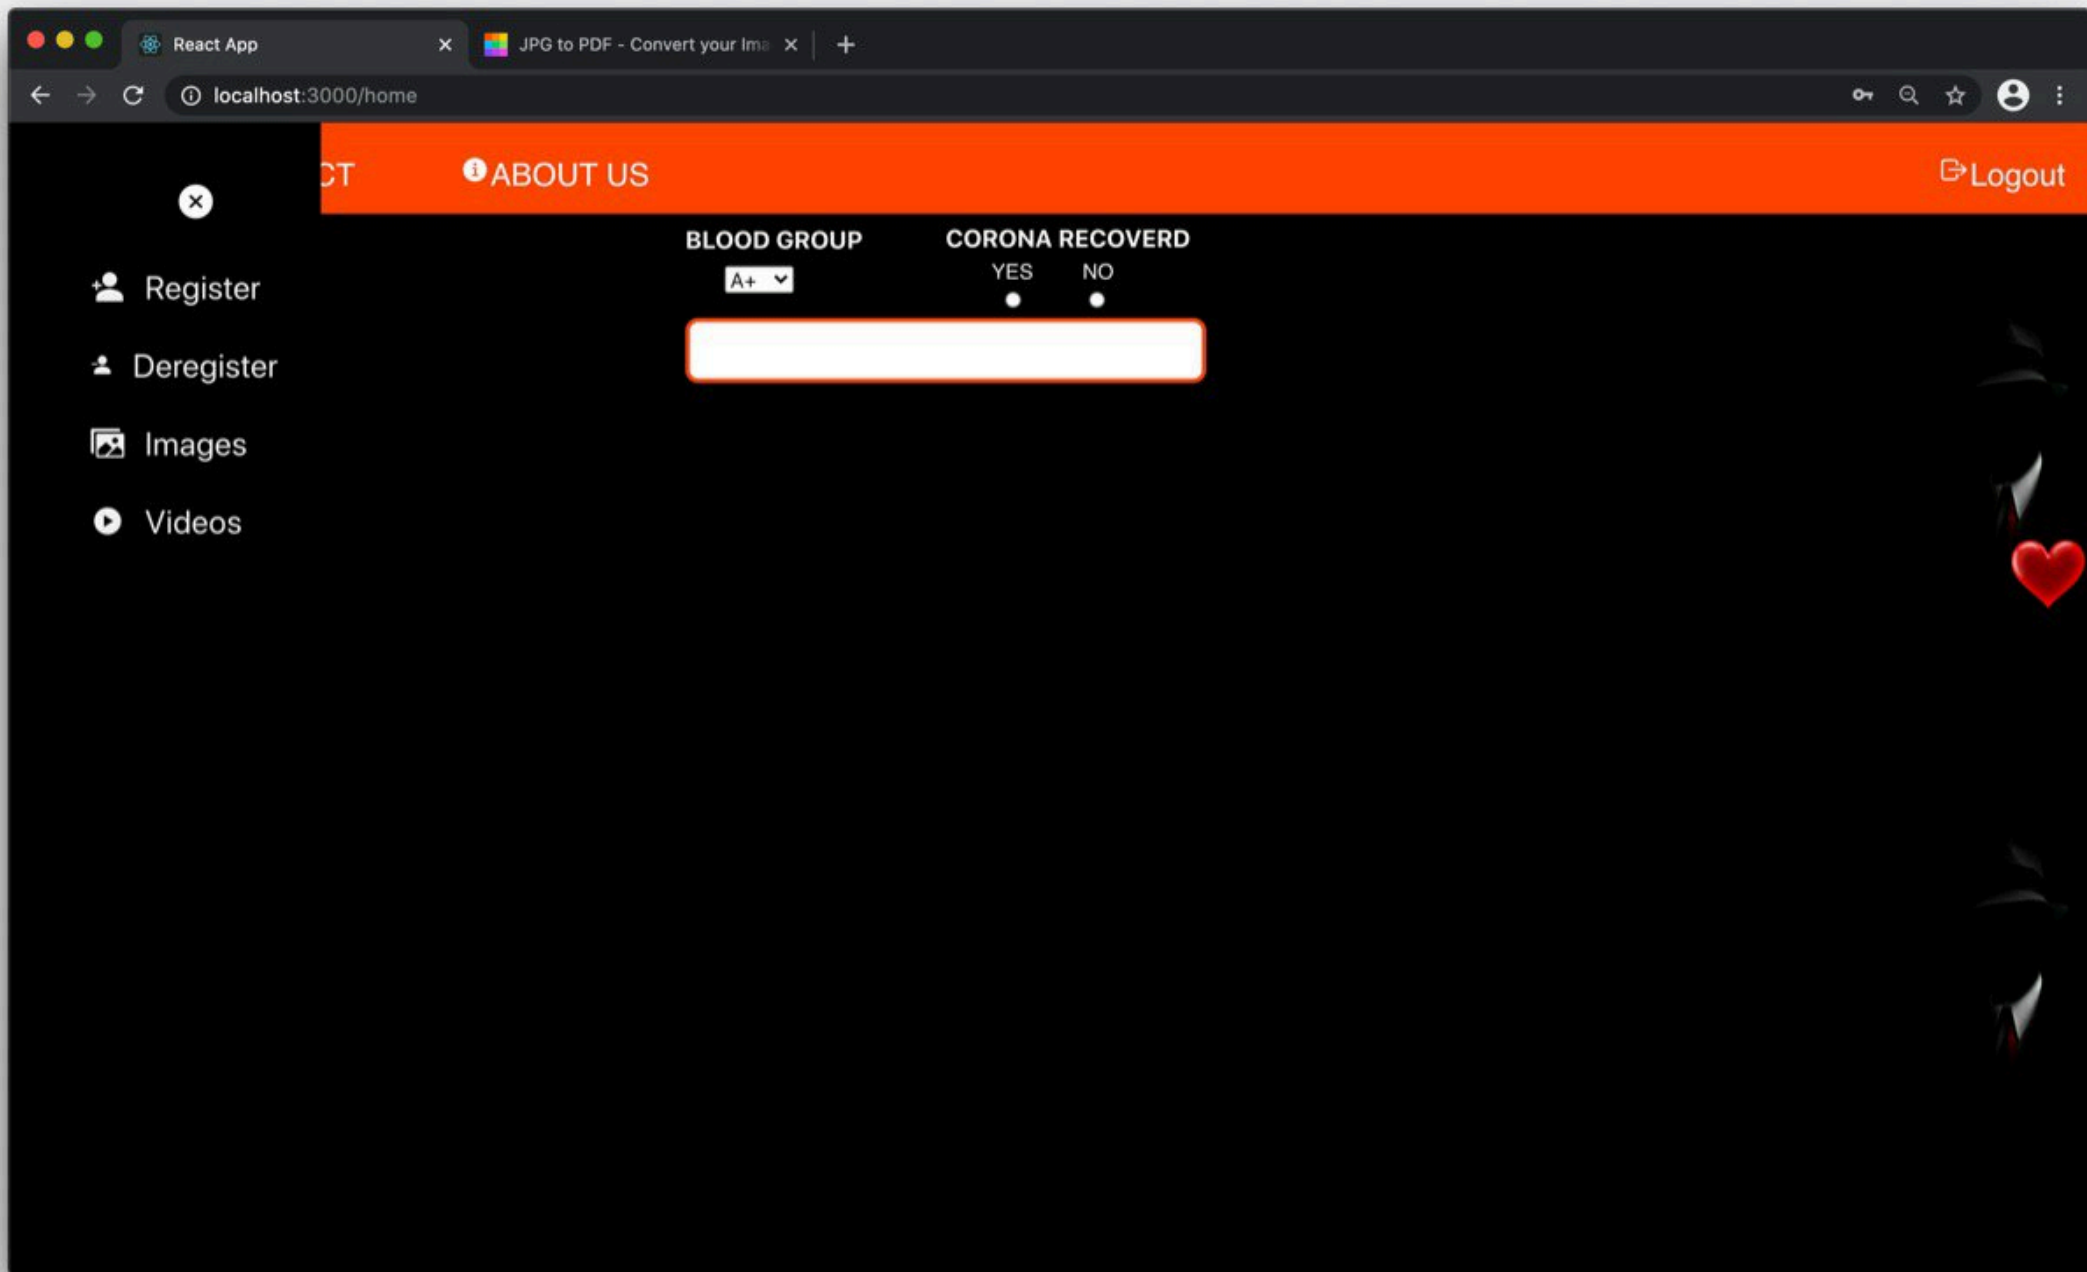 React App
JPG to PDF - Convert your Ima
localhost:3000/home
CT
ABOUT US
Logout
Register
Deregister
Images
Videos
BLOOD GROUP
CORONA RECOVERD
A+
YES NO